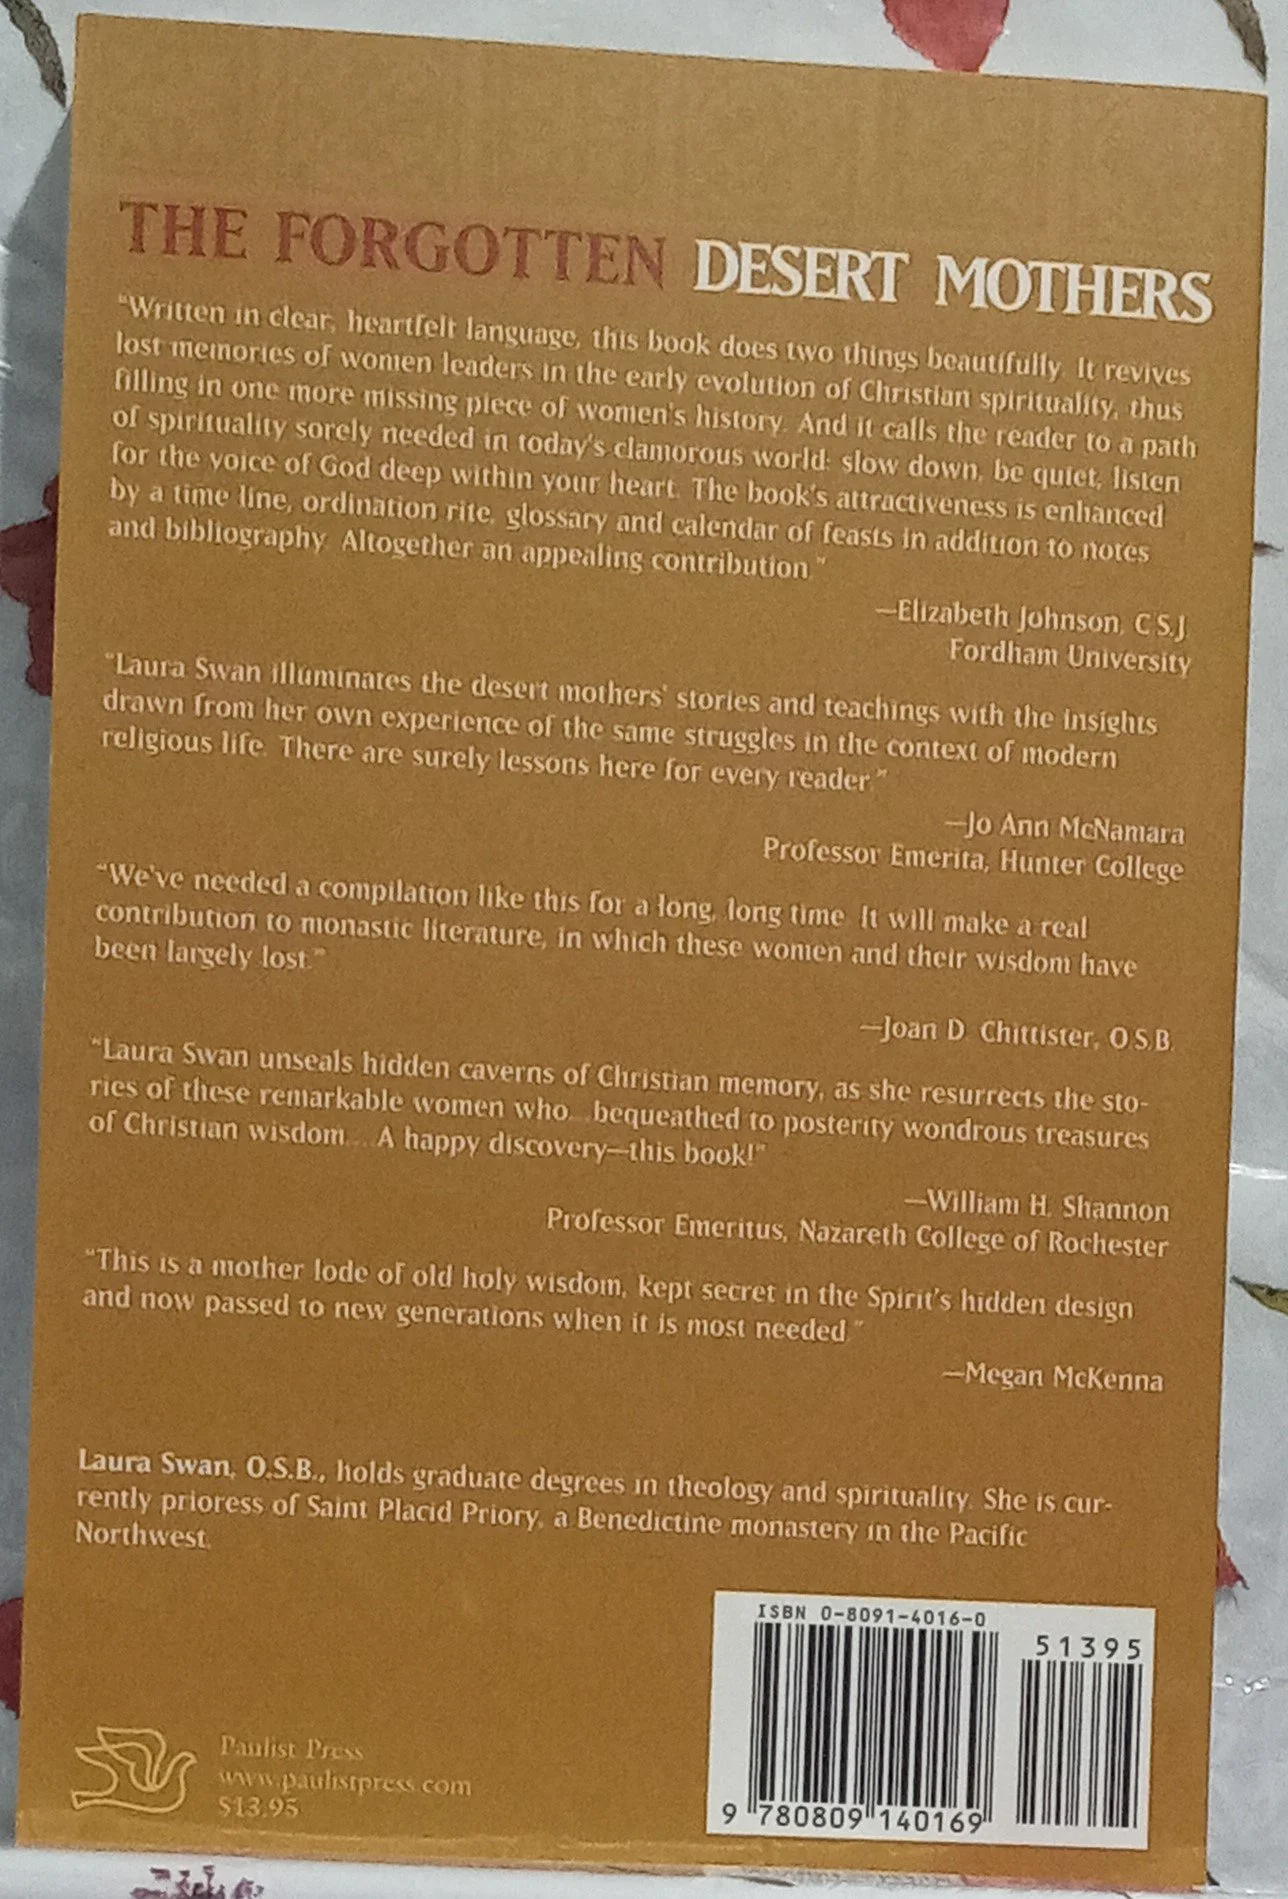 THE FORGOTTEN DESERT MOTHERS
"Written in clear, heartfelt language, this book does two things beautifully. It revives
lost memories of women leaders in the early evolution of Christian spirituality, thus
filling in one more missing piece of women's history. And it calls the reader to a path
of spirituality sorely needed in today's clamorous world: slow down, be quiet, listen
for the voice of God deep within your heart. The book's attractiveness is enhanced
by a time line, ordination rite, glossary and calendar of feasts in addition to notes
and bibliography. Altogether an appealing contribution."
—Elizabeth Johnson, C.S.J.
Fordham University
"Laura Swan illuminates the desert mothers' stories and teachings with the insights
drawn from her own experience of the same struggles in the context of modern
religious life. There are surely lessons here for every reader."
—Jo Ann McNamara
Professor Emerita, Hunter College
"We've needed a compilation like this for a long, long time. It will make a real
contribution to monastic literature, in which these women and their wisdom have
been largely lost."
—Joan D. Chittister, O.S.B.
"Laura Swan unseals hidden caverns of Christian memory, as she resurrects the sto-
ries of these remarkable women who...bequeathed to posterity wondrous treasures
of Christian wisdom.... A happy discovery—this book!"
—William H. Shannon
Professor Emeritus, Nazareth College of Rochester
"This is a mother lode of old holy wisdom, kept secret in the Spirit's hidden design
and now passed to new generations when it is most needed."
—Megan McKenna
Laura Swan, O.S.B., holds graduate degrees in theology and spirituality. She is cur-
rently prioress of Saint Placid Priory, a Benedictine monastery in the Pacific
Northwest.
ISBN 0-8091-4016-0
51395
9 780809 140169
Paulist Press
www.paulistpress.com
$13.95